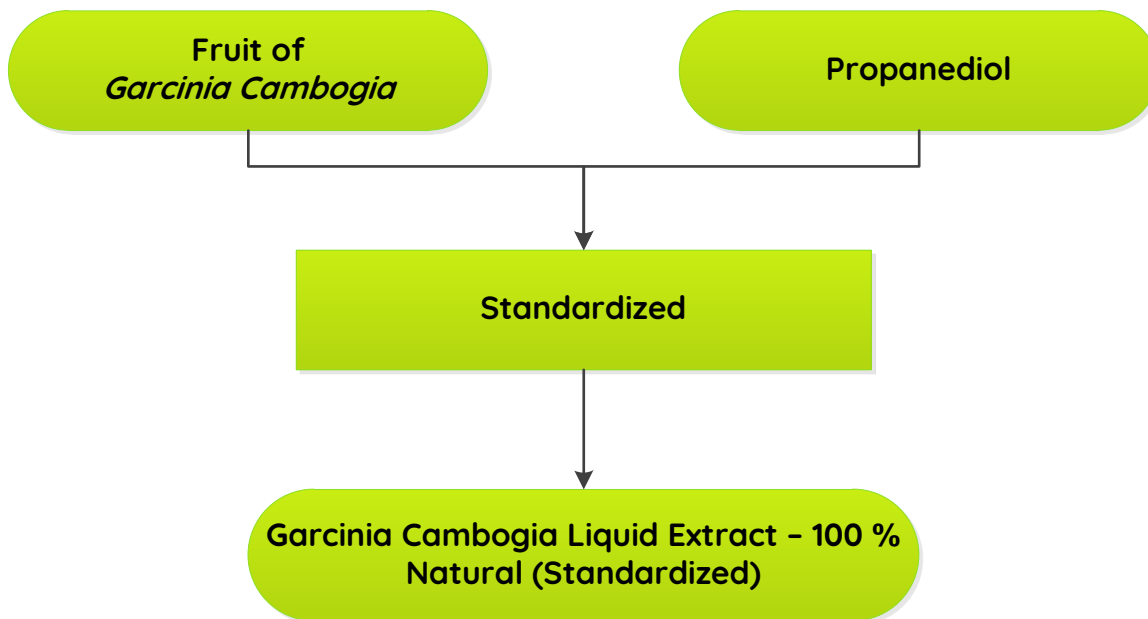 Fruit of
Garcinia Cambogia
Propanediol
Standardized
Garcinia Cambogia Liquid Extract – 100 %
Natural (Standardized)